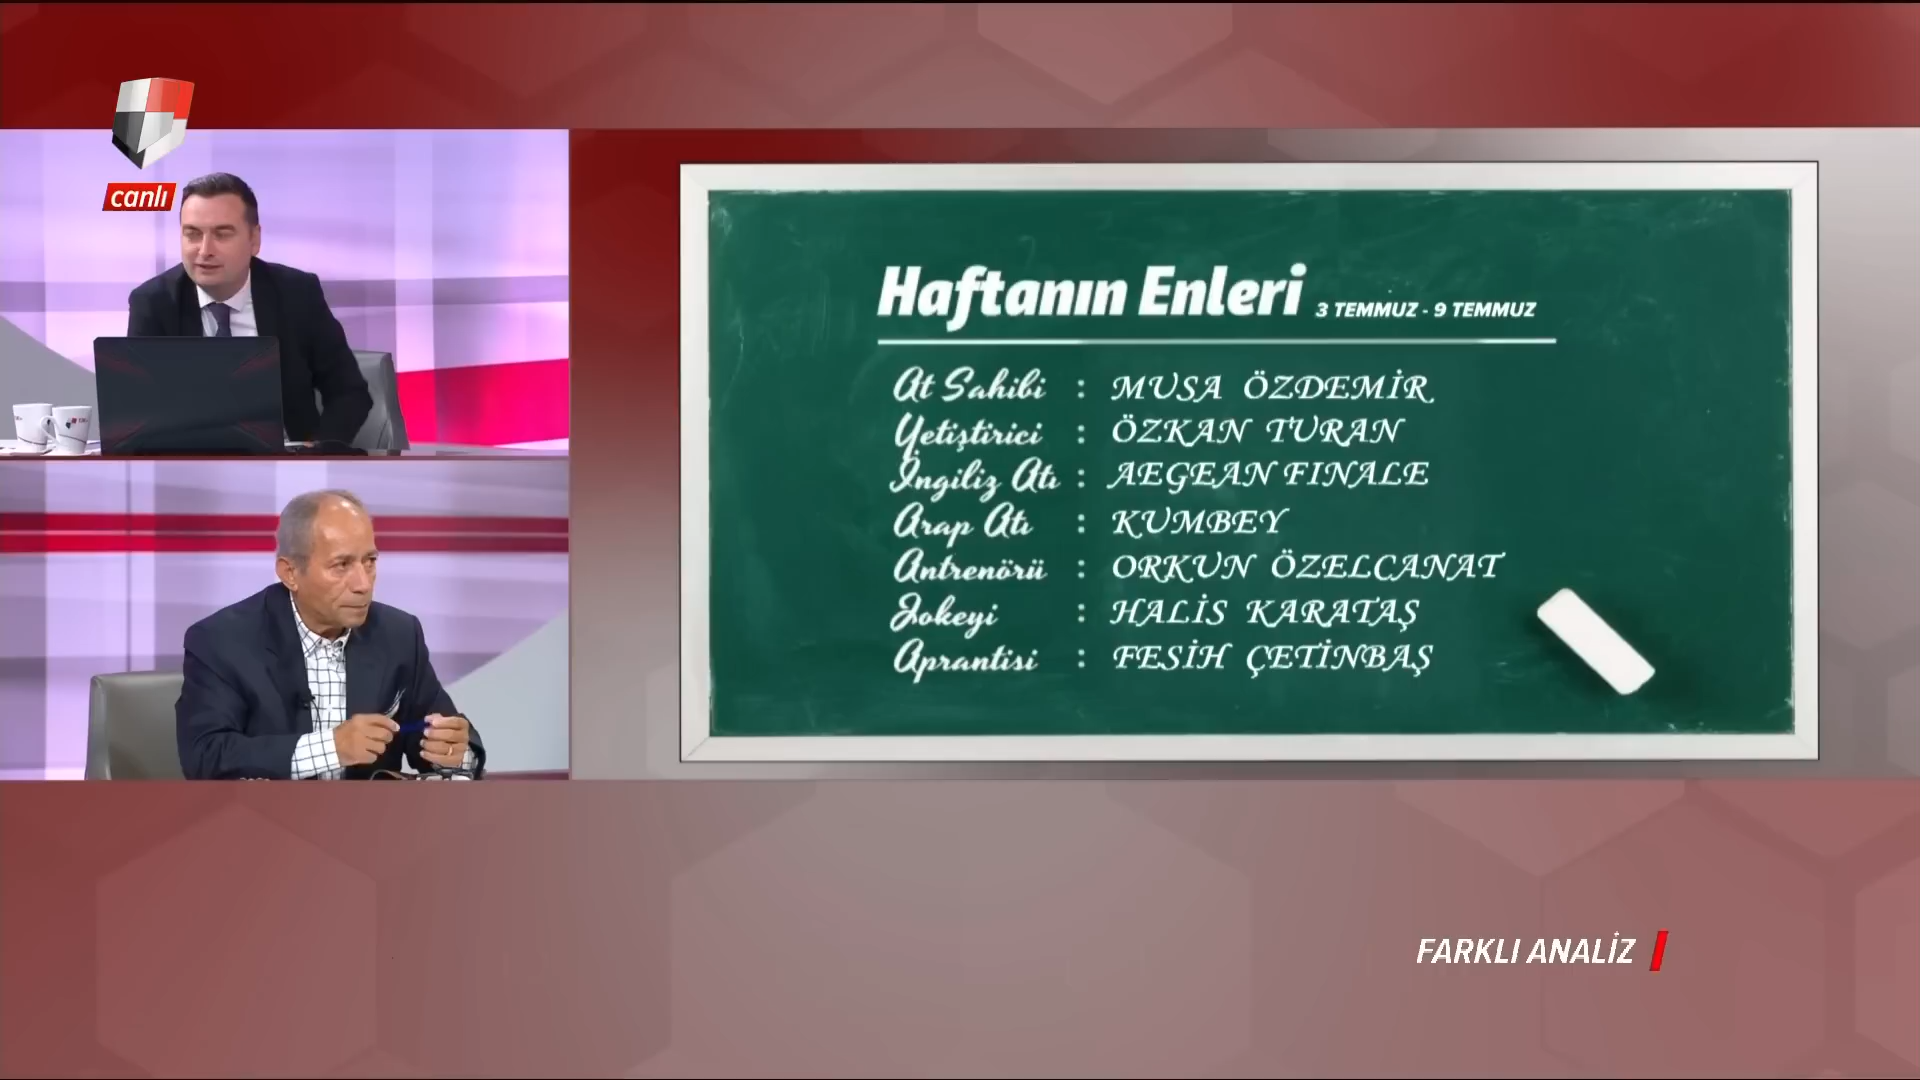 canlı
Haftanın Enleri 3 TEMMUZ - 9 TEMMUZ
At Sahibi : MUSA ÖZDEMİR
Yetiştirici : ÖZKAN TURAN
İngiliz Atı : AEGEAN FINALE
Arap Atı : KUMBEY
Antrenörü : ORKUN ÖZELCANAT
Jokeyi : HALİS KARATAŞ
Aprantisi : FESİH ÇETİNBAŞ
FARKLI ANALİZ